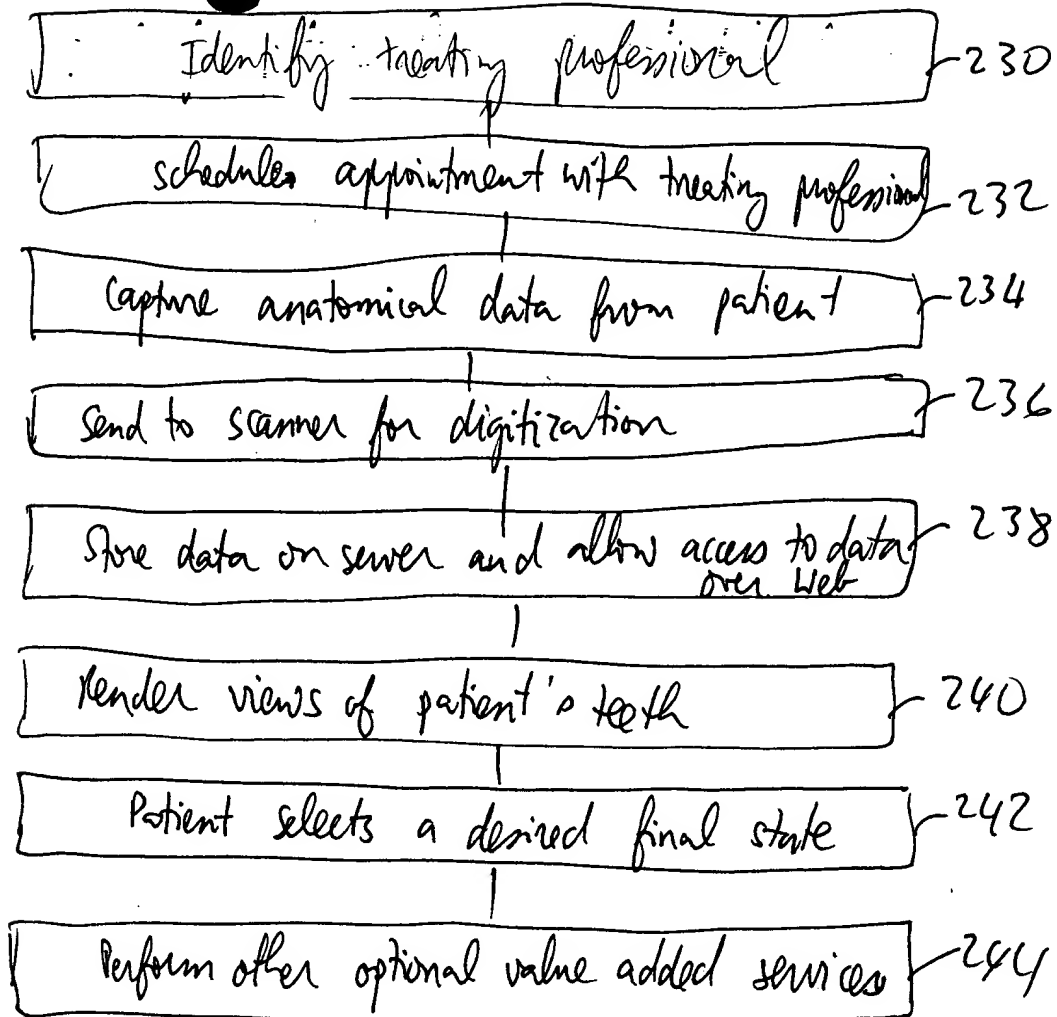 Identify treating professional 230
schedules appointment with treating professional 232
Capture anatomical data from patient 234
Send to scanner for digitization 236
Store data on server and allow access to data 238
over Web
Render views of patient's teeth 240
Patient selects a desired final state 242
Perform other optional value added services 244